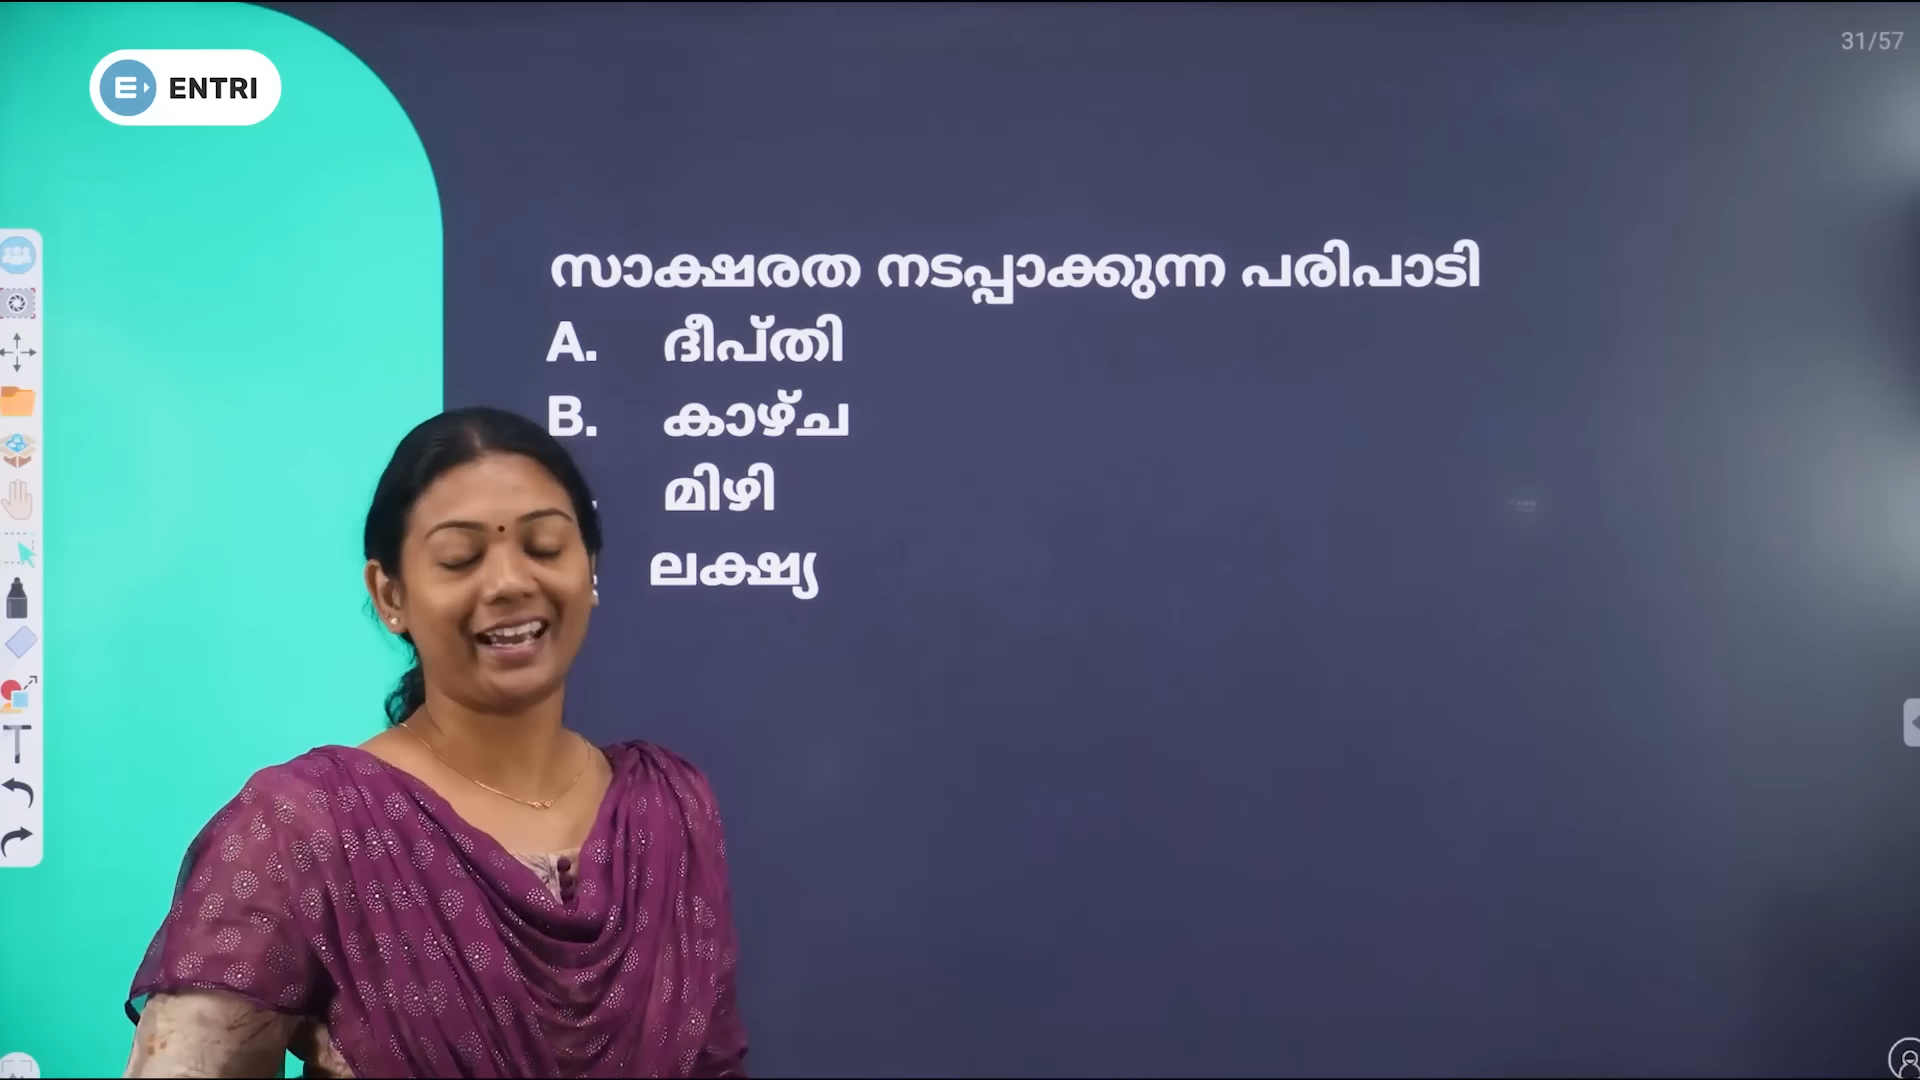 ENTRI
31/57
സാക്ഷരത നടപ്പാക്കുന്ന പരിപാടി
A. ദീപ്തി
B. കാഴ്ച
മിഴി
ലക്ഷ്യ